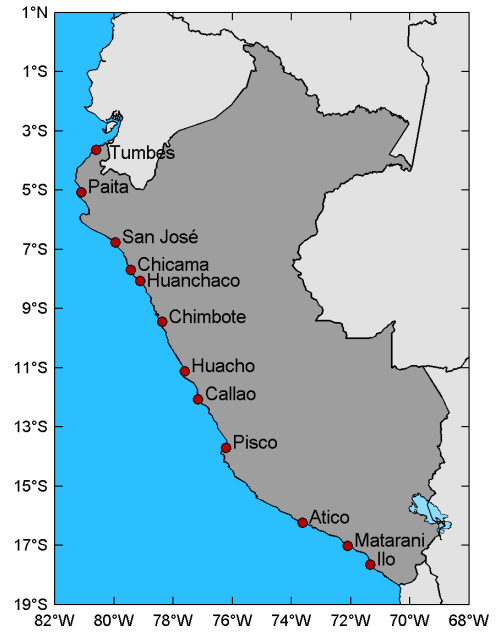 1°N
1°S
3°S
Tumbes
5°S
Paita
San José
7°S
Chicama
Huanchaco
9°S
Chimbote
11°S
Huacho
Callao
13°S
Pisco
15°S
Atico
17°S
Matarani
Ilo
19°S
82°W 80°W 78°W 76°W 74°W 72°W 70°W 68°W